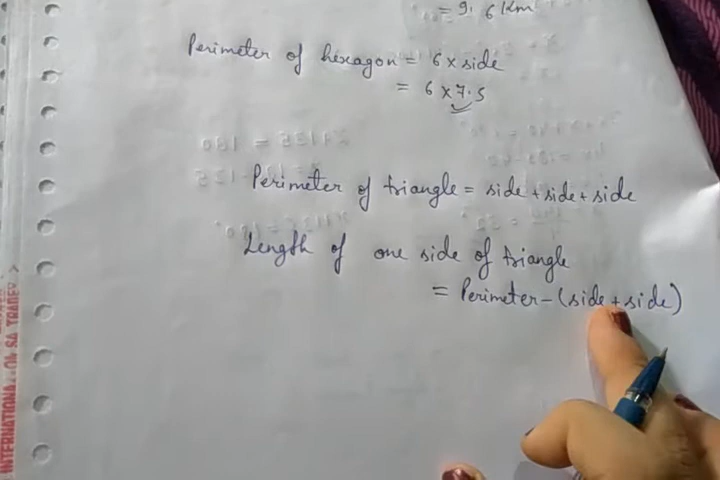 = 9.6 Km
Perimeter of hexagon = 6 x side
= 6 x 7.5
Perimeter of triangle = side + side + side
Length of one side of triangle
= Perimeter - (side + side)